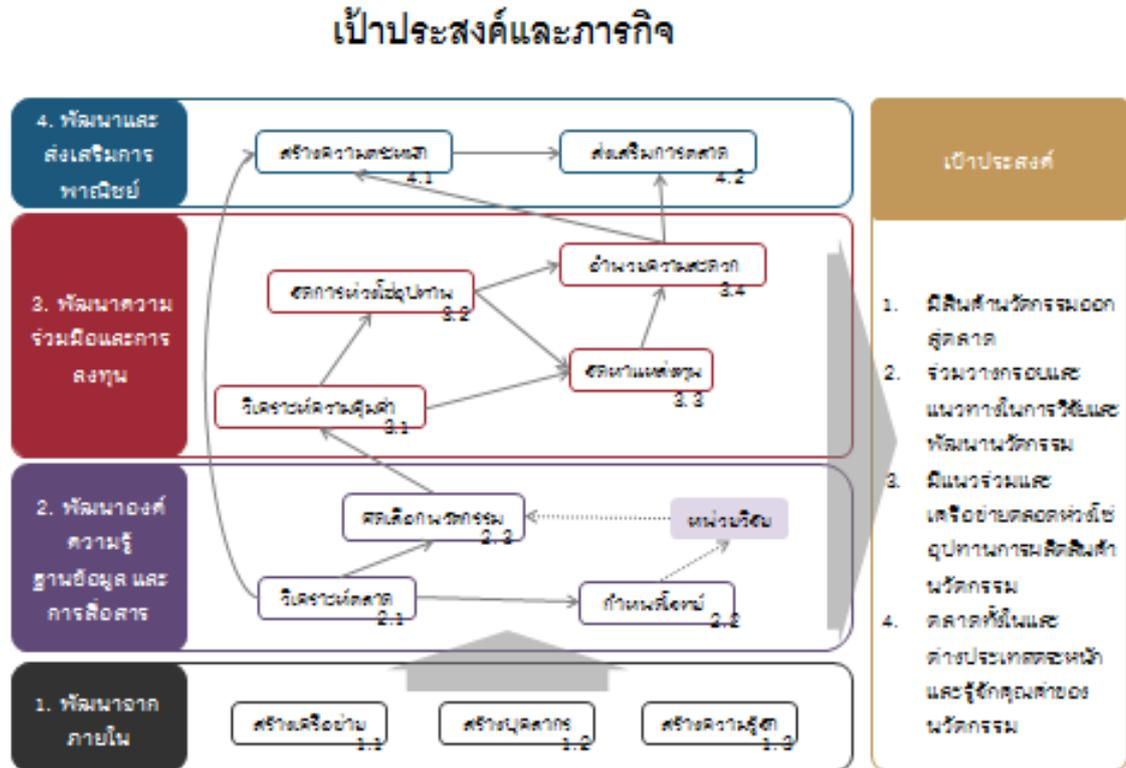 เป้าประสงค์และภารกิจ
4. พัฒนาและ
ส่งเสริมการ
พาณิชย์
สร้างความตระหนัก
4.1
ส่งเสริมการตลาด
4.2
3. พัฒนาความ
ร่วมมือและการ
ลงทุน
จัดการห่วงโซ่อุปทาน
3.2
อำนวยความสะดวก
3.4
จัดหาแหล่งทุน
3.3
วิเคราะห์ความคุ้มค่า
3.1
2. พัฒนาองค์
ความรู้
ฐานข้อมูล และ
การสื่อสาร
คัดเลือกนวัตกรรม
2.3
หน่วยวิจัย
วิเคราะห์ตลาด
2.1
กำหนดโจทย์
2.2
1. พัฒนาจาก
ภายใน
สร้างเครือข่าย
1.1
สร้างบุคลากร
1.2
สร้างความรู้สึก
1.3
เป้าประสงค์
1. มีสินค้านวัตกรรมออก
สู่ตลาด
2. ร่วมวางกรอบและ
แนวทางในการวิจัยและ
พัฒนานวัตกรรม
3. มีแนวร่วมและ
เครือข่ายตลอดห่วงโซ่
อุปทานการผลิตสินค้า
นวัตกรรม
4. ตลาดทั้งในและ
ต่างประเทศตระหนัก
และรู้จักคุณค่าของ
นวัตกรรม